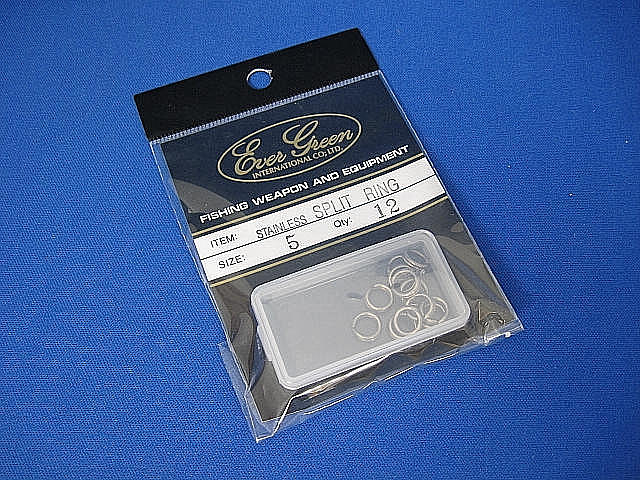 Ever Green
INTERNATIONAL CO; LTD.
FISHING WEAPON AND EQUIPMENT
ITEM: STAINLESS SPLIT RING
SIZE: 5 Qty: 12